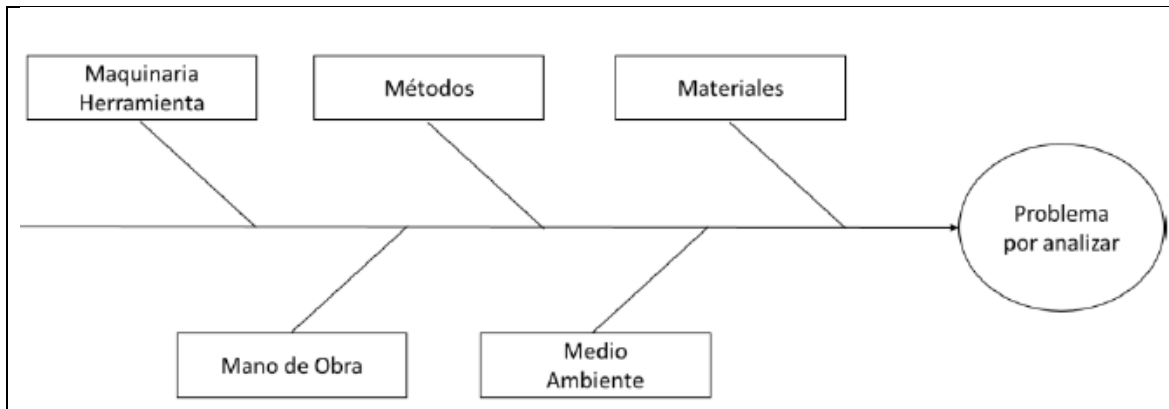 Maquinaria
Herramienta
Métodos
Materiales
Problema
por analizar
Mano de Obra
Medio
Ambiente